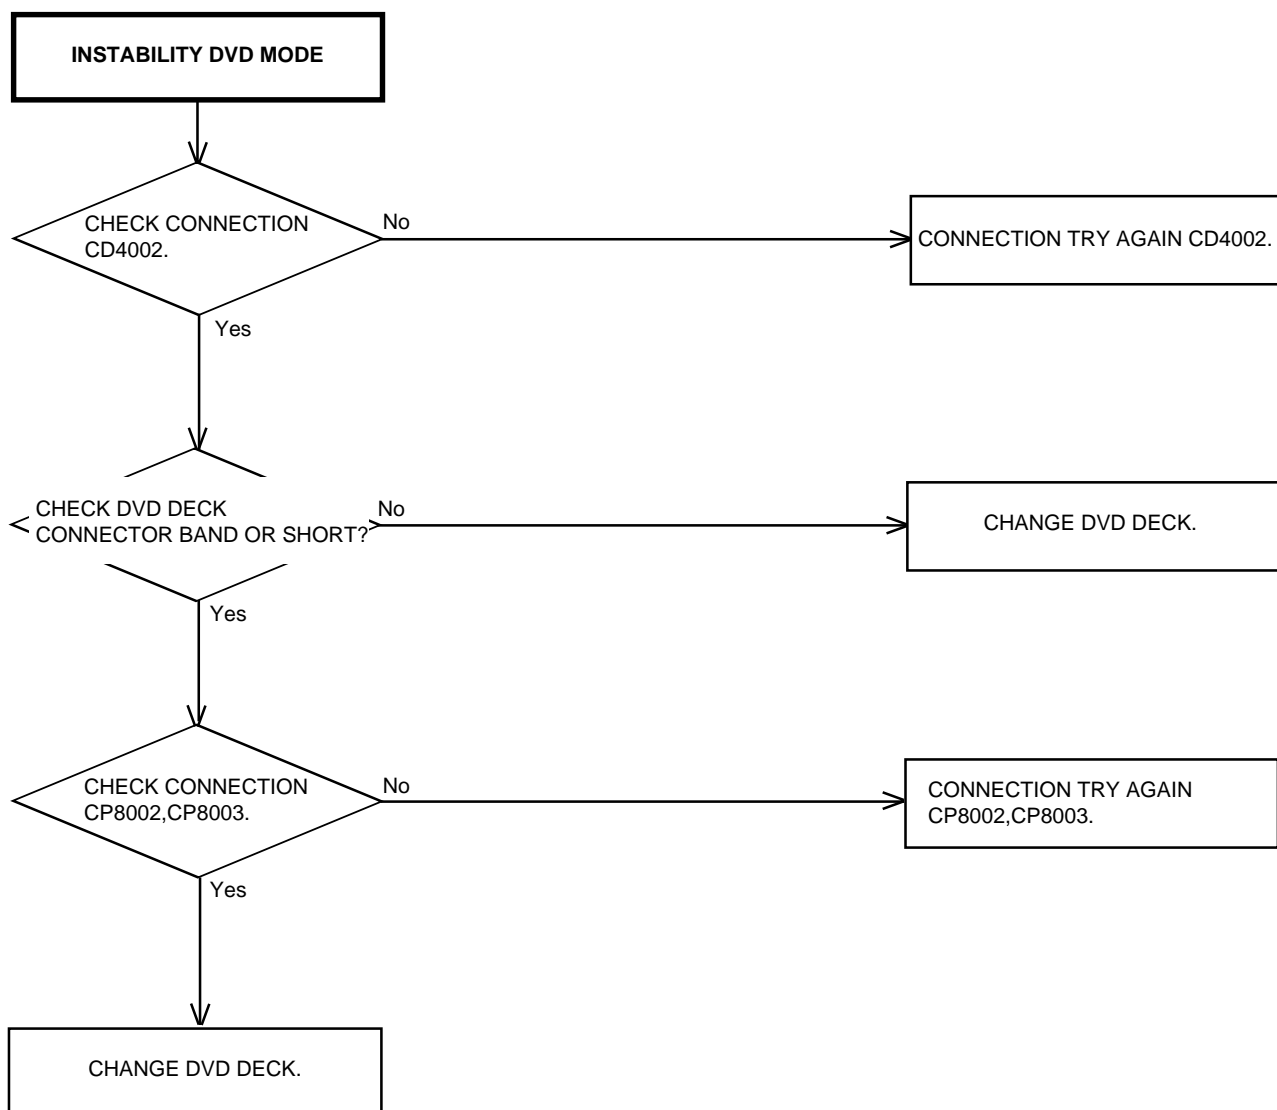 INSTABILITY DVD MODE
CHECK CONNECTION
CD4002.
No
CONNECTION TRY AGAIN CD4002.
Yes
CHECK DVD DECK
CONNECTOR BAND OR SHORT?
No
CHANGE DVD DECK.
Yes
CHECK CONNECTION
CP8002,CP8003.
No
CONNECTION TRY AGAIN
CP8002,CP8003.
Yes
CHANGE DVD DECK.